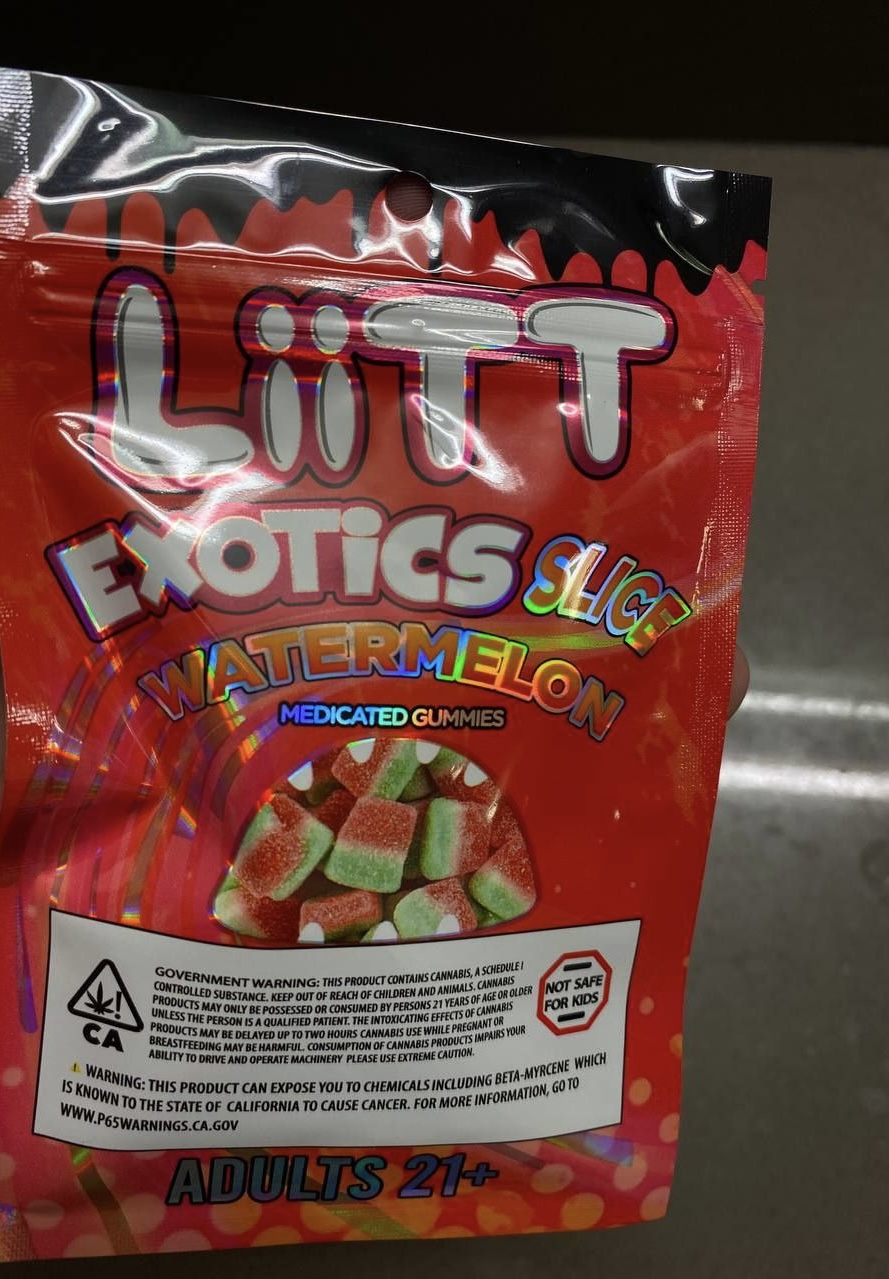 LiiTT
EXOTiCS SLICE
WATERMELON
MEDICATED GUMMIES
GOVERNMENT WARNING: THIS PRODUCT CONTAINS CANNABIS, A SCHEDULE I
CONTROLLED SUBSTANCE. KEEP OUT OF REACH OF CHILDREN AND ANIMALS. CANNABIS
PRODUCTS MAY ONLY BE POSSESSED OR CONSUMED BY PERSONS 21 YEARS OF AGE OR OLDER
UNLESS THE PERSON IS A QUALIFIED PATIENT. THE INTOXICATING EFFECTS OF CANNABIS
PRODUCTS MAY BE DELAYED UP TO TWO HOURS CANNABIS USE WHILE PREGNANT OR
BREASTFEEDING MAY BE HARMFUL. CONSUMPTION OF CANNABIS PRODUCTS IMPAIRS YOUR
ABILITY TO DRIVE AND OPERATE MACHINERY PLEASE USE EXTREME CAUTION.
!
CA
NOT SAFE
FOR KIDS
⚠ WARNING: THIS PRODUCT CAN EXPOSE YOU TO CHEMICALS INCLUDING BETA-MYRCENE WHICH
IS KNOWN TO THE STATE OF CALIFORNIA TO CAUSE CANCER. FOR MORE INFORMATION, GO TO
WWW.P65WARNINGS.CA.GOV
ADULTS 21+